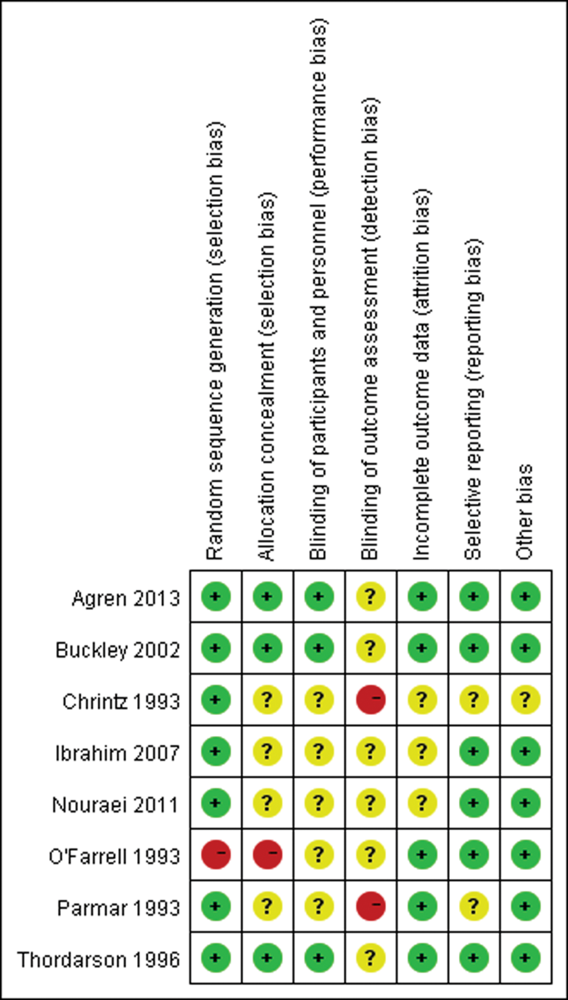 Random sequence generation (selection bias)
Allocation concealment (selection bias)
Blinding of participants and personnel (performance bias)
Blinding of outcome assessment (detection bias)
Incomplete outcome data (attrition bias)
Selective reporting (reporting bias)
Other bias
Agren 2013 + + + ? + + +
Buckley 2002 + + + ? + + +
Chrintz 1993 + ? ? - ? ? ?
Ibrahim 2007 + ? ? ? ? + +
Nouraei 2011 + ? ? ? ? + +
O'Farrell 1993 - - ? ? + + +
Parmar 1993 + ? ? - + ? +
Thordarson 1996 + + + ? + + +